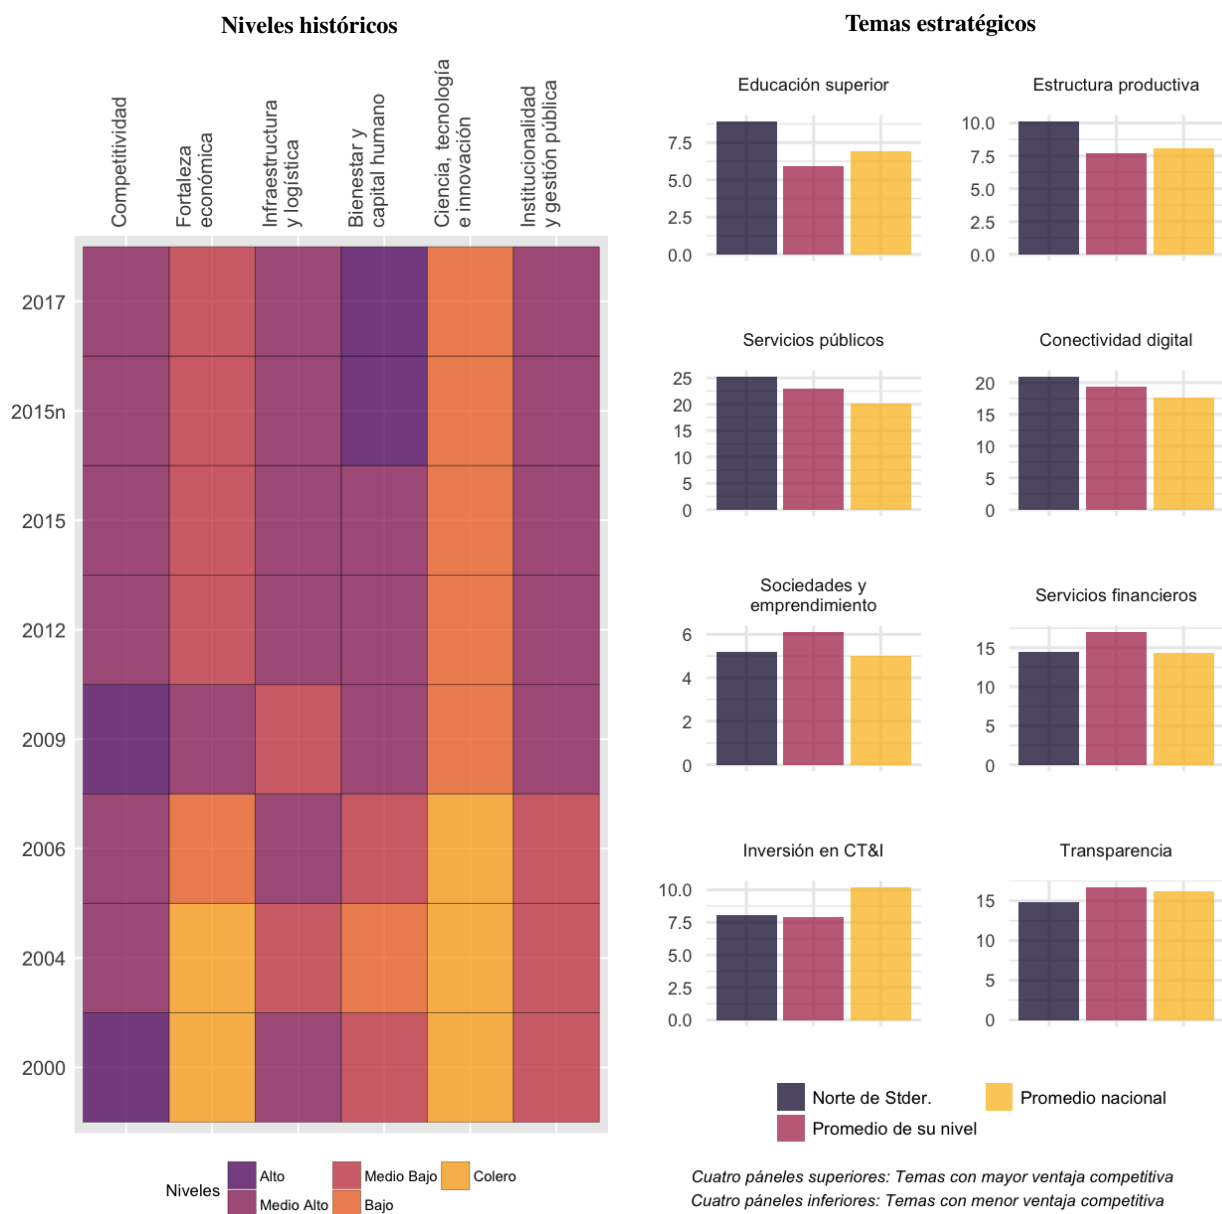 Niveles históricos
Competitividad
Fortaleza
económica
Infraestructura
y logística
Bienestar y
capital humano
Ciencia, tecnología
e innovación
Institucionalidad
y gestión pública
2017
2015n
2015
2012
2009
2006
2004
2000
Niveles
Alto
Medio Alto
Medio Bajo
Bajo
Colero
Temas estratégicos
Educación superior
7.5
5.0
2.5
0.0
Estructura productiva
10.0
7.5
5.0
2.5
0.0
Servicios públicos
25
20
15
10
5
0
Conectividad digital
20
15
10
5
0
Sociedades y
emprendimiento
6
4
2
0
Servicios financieros
15
10
5
0
Inversión en CT&I
10.0
7.5
5.0
2.5
0.0
Transparencia
15
10
5
0
Norte de Stder.
Promedio de su nivel
Promedio nacional
Cuatro páneles superiores: Temas con mayor ventaja competitiva
Cuatro páneles inferiores: Temas con menor ventaja competitiva